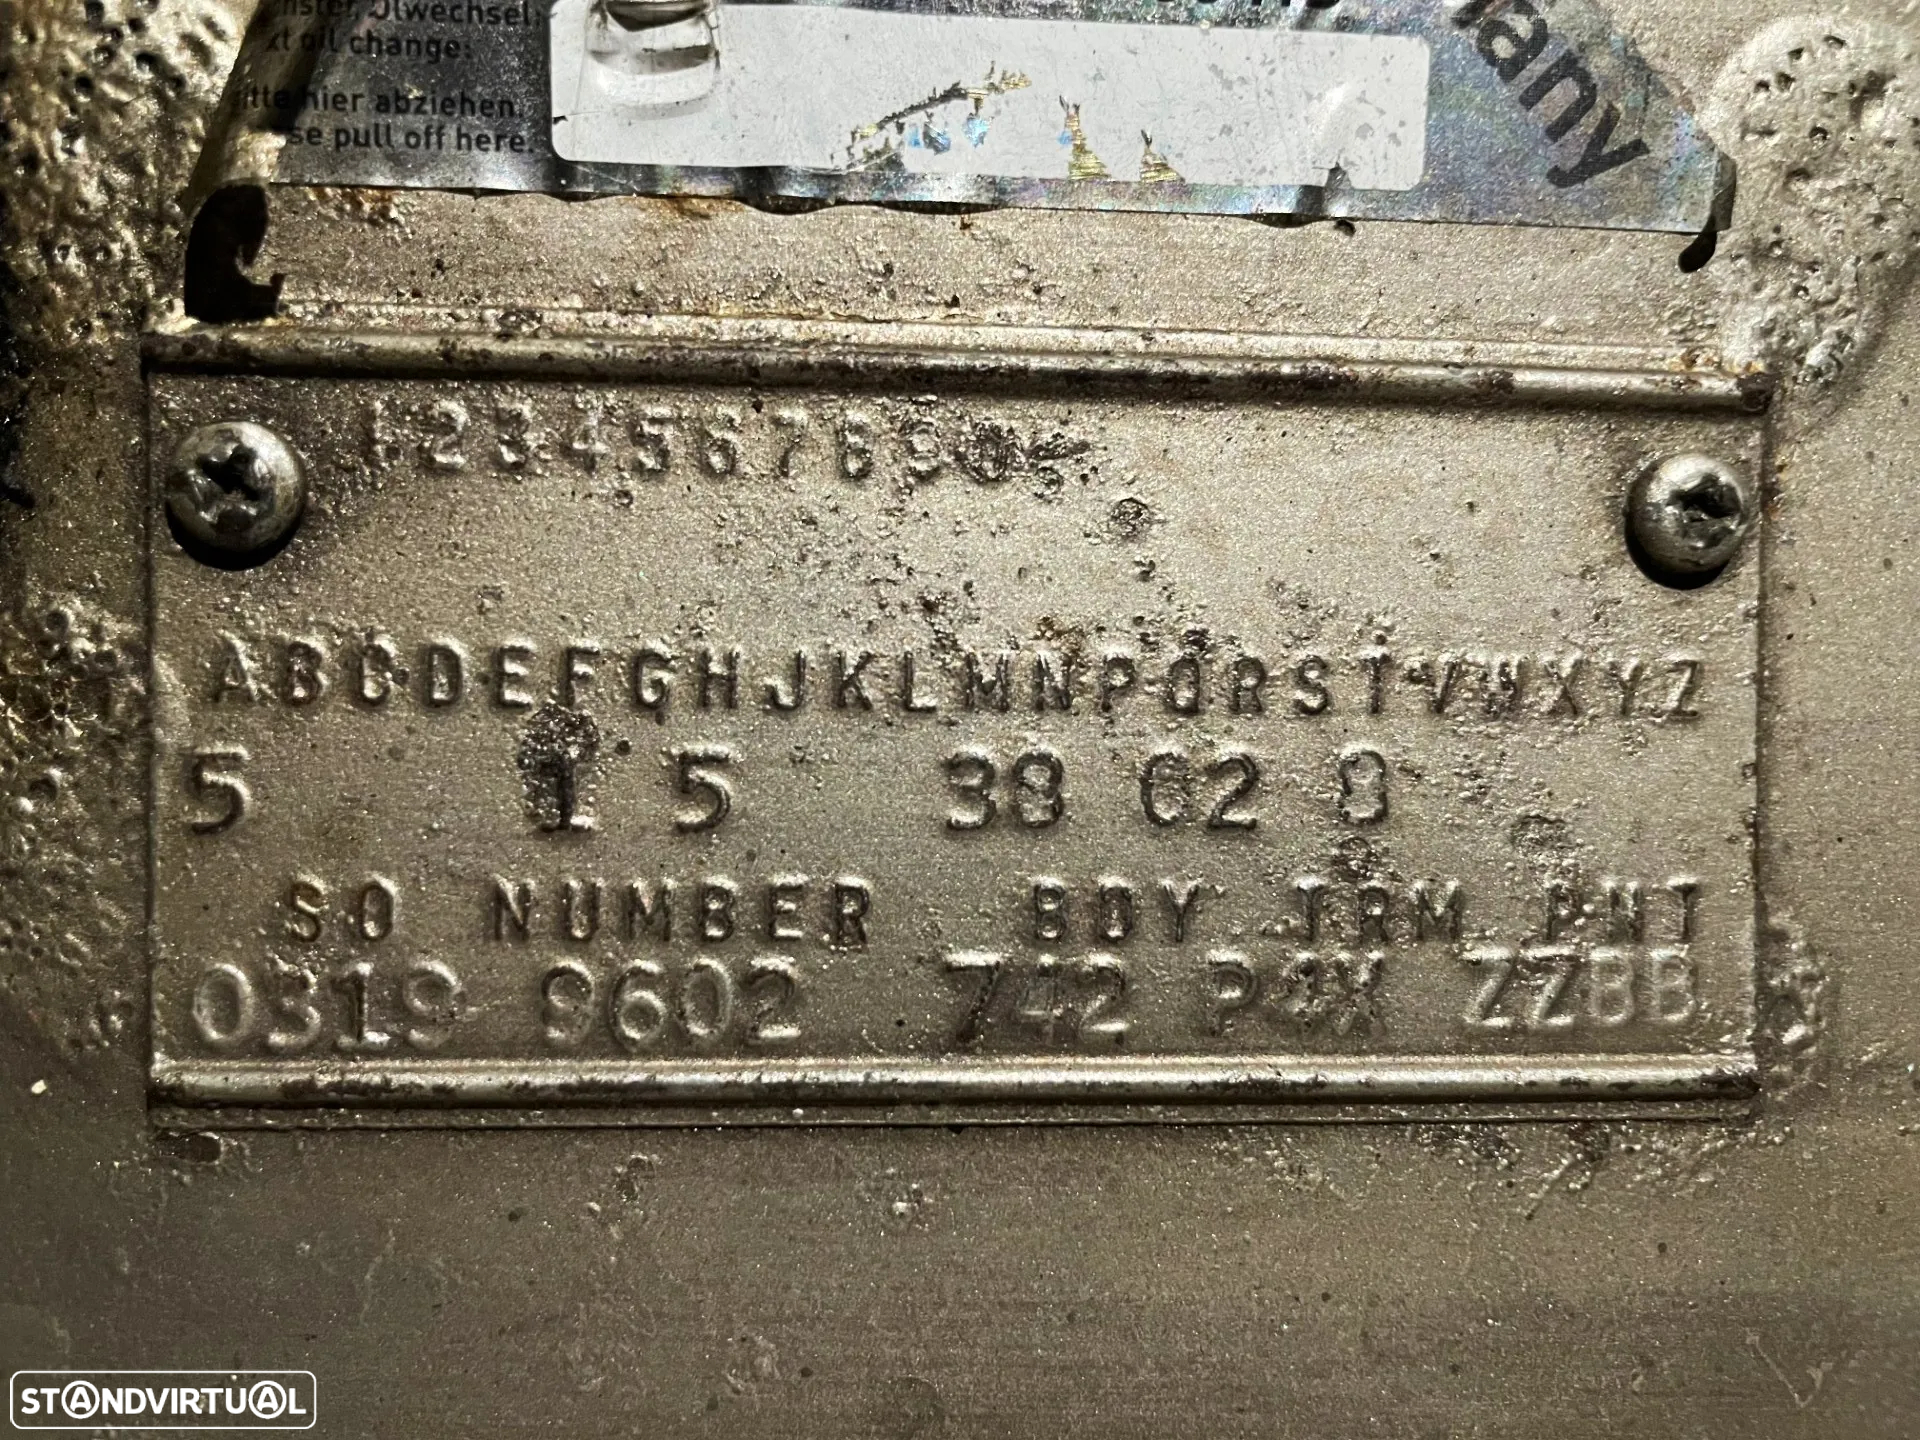 Ölwechsel:
oil change:
hier abziehen.
pull off here.
1234567890
ABCDEFGHJKLMNPQRSTVWXYZ
5 1 5 38 62 8
SO NUMBER BDY TRM PNT
0319 8602 742 P4X ZZBB
STANDVIRTUAL